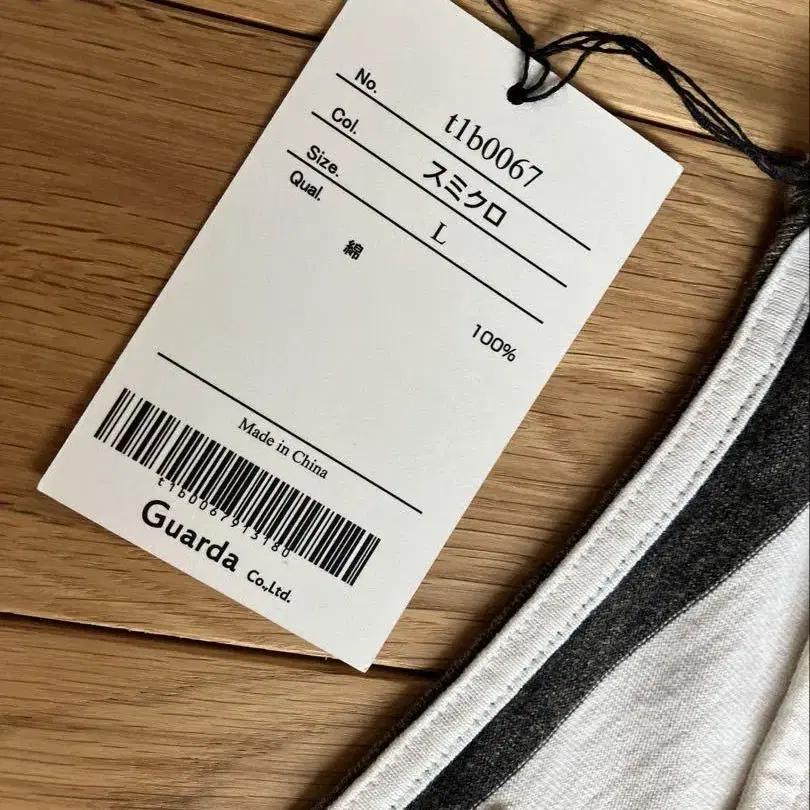 No. t1b0067
Col. スミクロ
Size. L
Qual.
綿 100%
Made in China
t1b0067913180
Guarda Co.,Ltd.